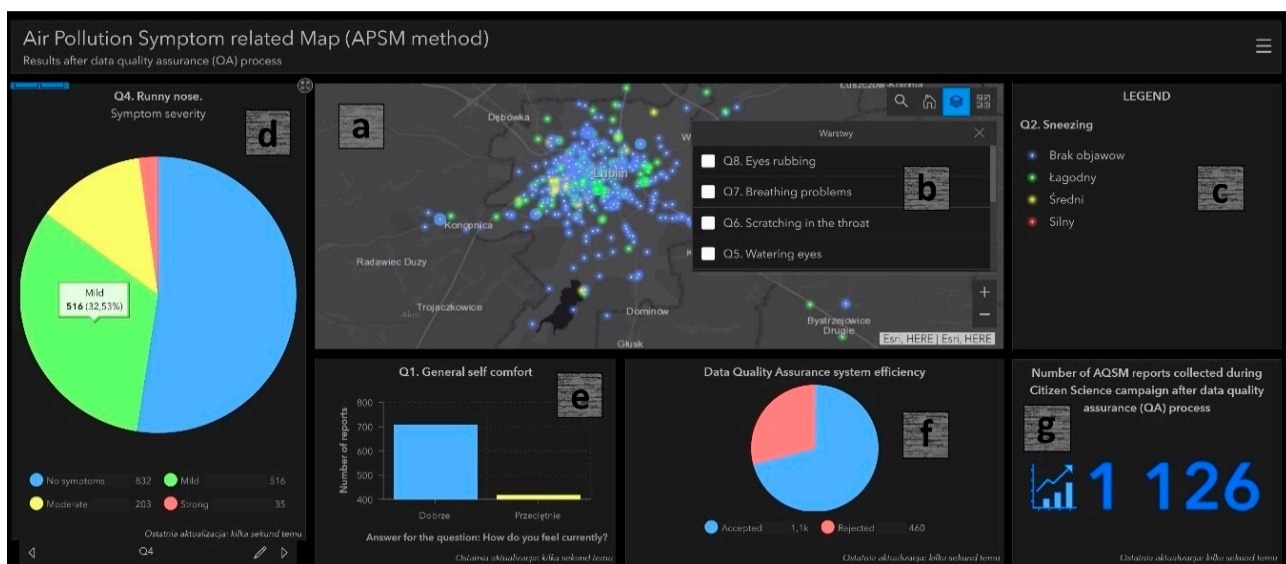 Air Pollution Symptom related Map (APSM method)
Results after data quality assurance (QA) process
Q4. Runny nose.
Symptom severity
d
Mild
516 (32,53%)
No symptoms 832 Mild 516
Moderate 203 Strong 35
Ostatnia aktualizacja: kilka sekund temu
Q4
a
Dębówka
Lublin
Konopnica
Radawiec Duży
Trojaczkowice
4km
Dominów
Głusk
Bystrzejowice
Drugie
Esri, HERE | Esri, HERE
Warstwy
Q8. Eyes rubbing
Q7. Breathing problems
Q6. Scratching in the throat
Q5. Watering eyes
b
+
−
LEGEND
Q2. Sneezing
Brak objawow
Łagodny
Średni
Silny
c
Q1. General self comfort
e
Number of reports
800
700
600
500
400
Dobrze
Przeciętnie
Answer for the question: How do you feel currently?
Ostatnia aktualizacja: kilka sekund temu
Data Quality Assurance system efficiency
f
Accepted 1,1k Rejected 460
Ostatnia aktualizacja: kilka sekund temu
Number of AQSM reports collected during
Citizen Science campaign after data quality
assurance (QA) process
g
1 126
Ostatnia aktualizacja: kilka sekund temu